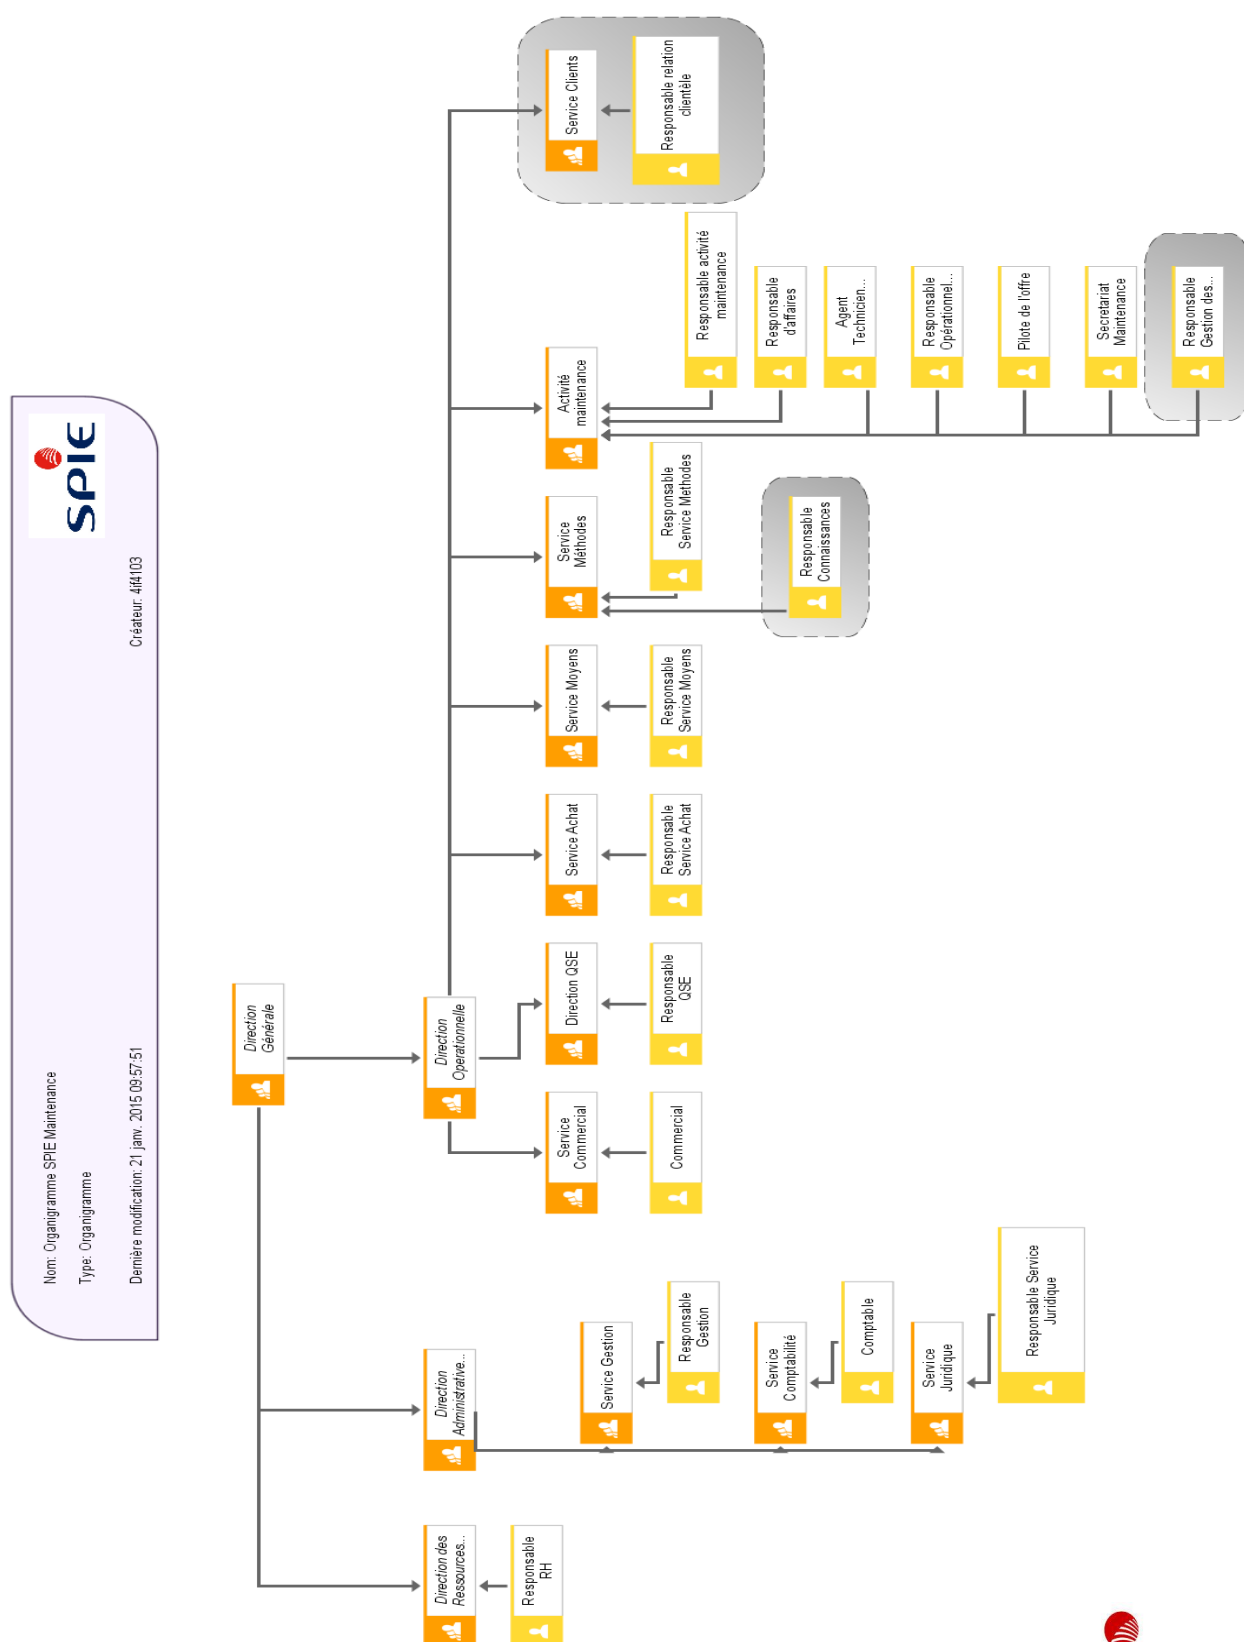 Nom: Organigramme SPIE Maintenance
Type: Organigramme
Dernière modification: 21 janv. 2015 09:57:51
Créateur: 4if4103
SPIE
Direction
Générale
Direction des
Ressources...
Direction
Administrative...
Direction
Operationnelle
Responsable
RH
Service Gestion
Responsable
Gestion
Service
Comptabilité
Comptable
Service
Juridique
Responsable Service
Juridique
Service
Commercial
Direction QSE
Service Achat
Service Moyens
Service
Méthodes
Activité
maintenance
Service Clients
Commercial
Responsable
QSE
Responsable
Service Achat
Responsable
Service Moyens
Responsable
Service Methodes
Responsable
Connaissances
Responsable relation
clientèle
Responsable activité
maintenance
Responsable
d'affaires
Agent
Technicien...
Responsable
Opérationnel...
Pilote de l'offre
Secretariat
Maintenance
Responsable
Gestion des...